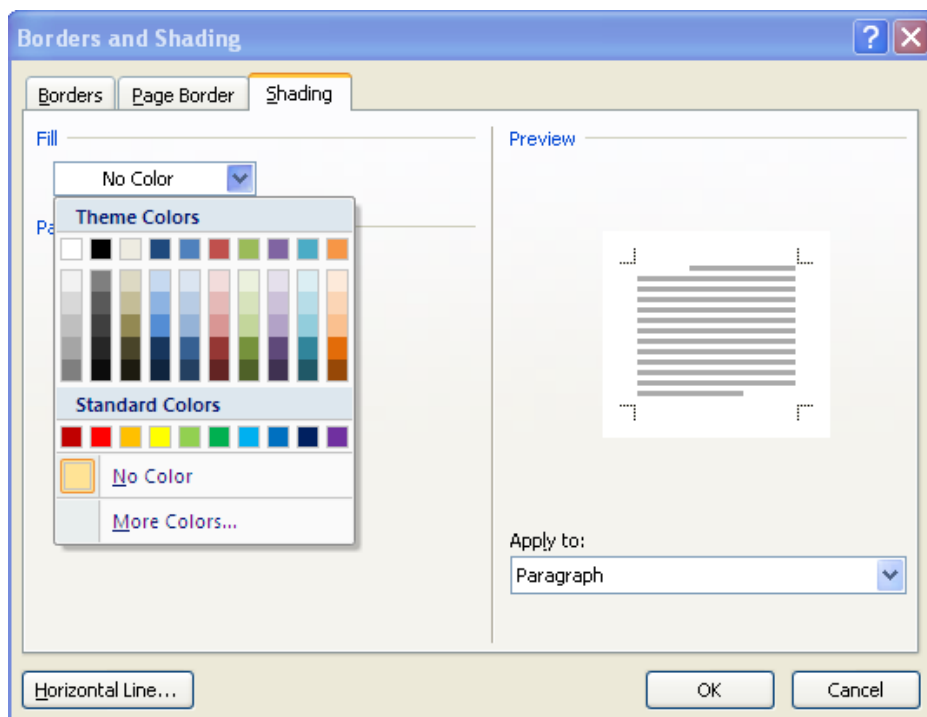 Borders and Shading
Borders Page Border Shading
Fill
No Color
Pa
Theme Colors
Standard Colors
No Color
More Colors...
Preview
Apply to:
Paragraph
Horizontal Line...
OK Cancel